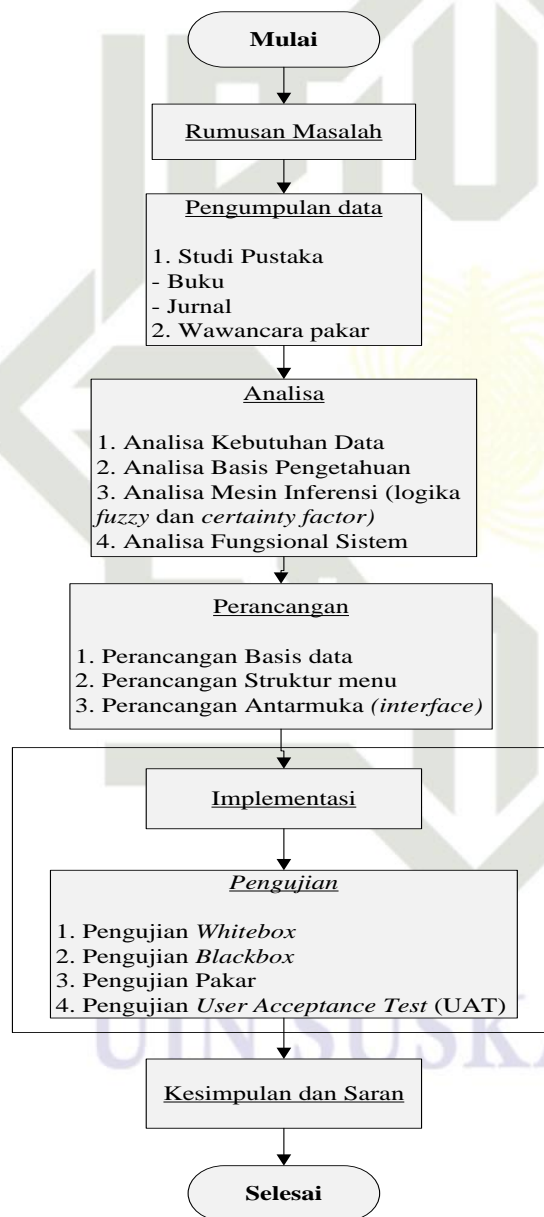 Mulai
Rumusan Masalah
Pengumpulan data
1. Studi Pustaka
- Buku
- Jurnal
2. Wawancara pakar
Analisa
1. Analisa Kebutuhan Data
2. Analisa Basis Pengetahuan
3. Analisa Mesin Inferensi (logika
fuzzy dan certainty factor)
4. Analisa Fungsional Sistem
Perancangan
1. Perancangan Basis data
2. Perancangan Struktur menu
3. Perancangan Antarmuka (interface)
Implementasi
Pengujian
1. Pengujian Whitebox
2. Pengujian Blackbox
3. Pengujian Pakar
4. Pengujian User Acceptance Test (UAT)
UIN SUSKA
Kesimpulan dan Saran
Selesai